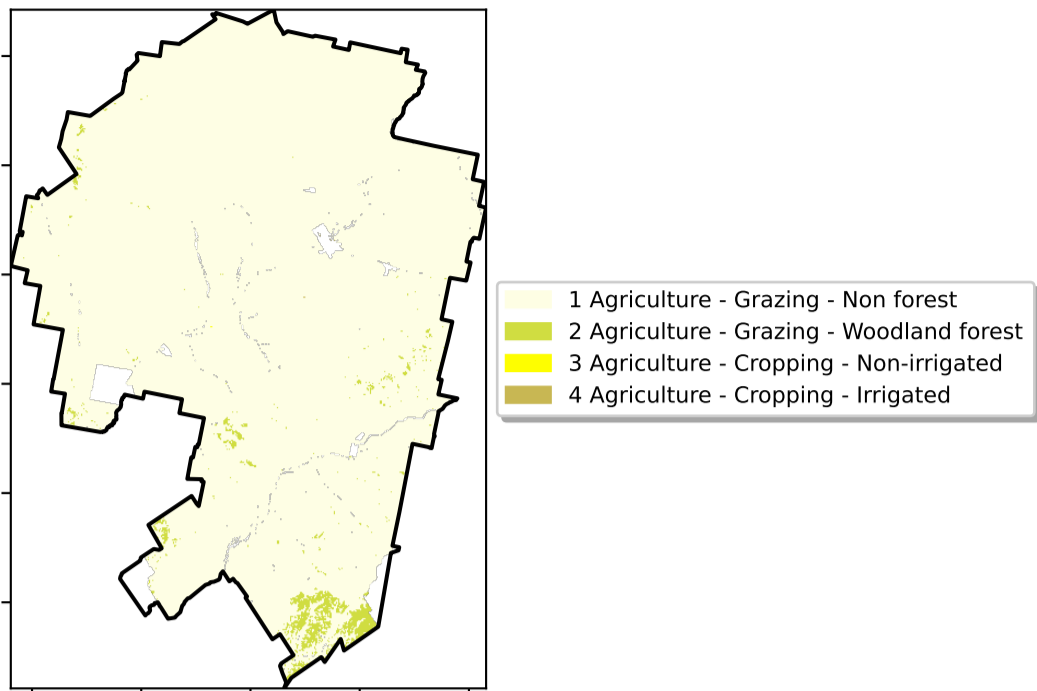 1 Agriculture - Grazing - Non forest
2 Agriculture - Grazing - Woodland forest
3 Agriculture - Cropping - Non-irrigated
4 Agriculture - Cropping - Irrigated